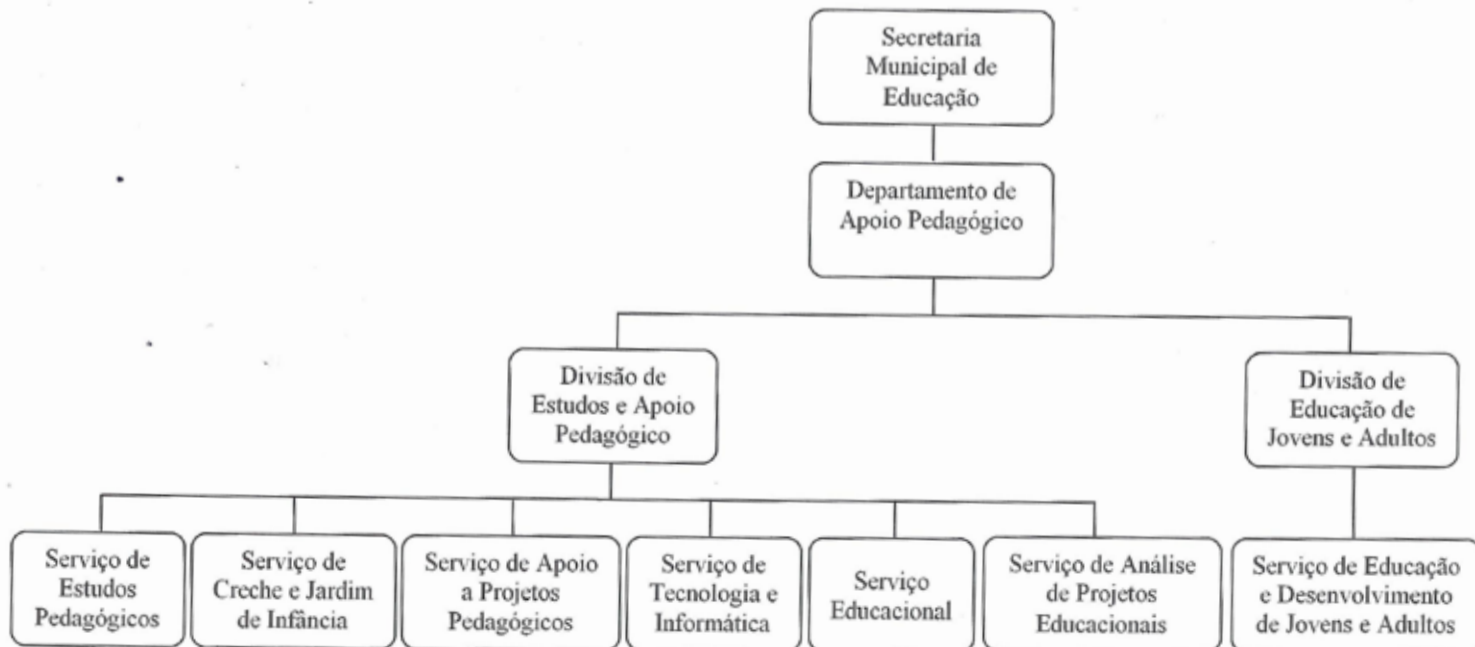 Secretaria
Municipal de
Educação
Departamento de
Apoio Pedagógico
Divisão de
Estudos e Apoio
Pedagógico
Divisão de
Educação de
Jovens e Adultos
Serviço de
Estudos
Pedagógicos
Serviço de
Creche e Jardim
de Infância
Serviço de Apoio
a Projetos
Pedagógicos
Serviço de
Tecnologia e
Informática
Serviço
Educacional
Serviço de Análise
de Projetos
Educacionais
Serviço de Educação
e Desenvolvimento
de Jovens e Adultos